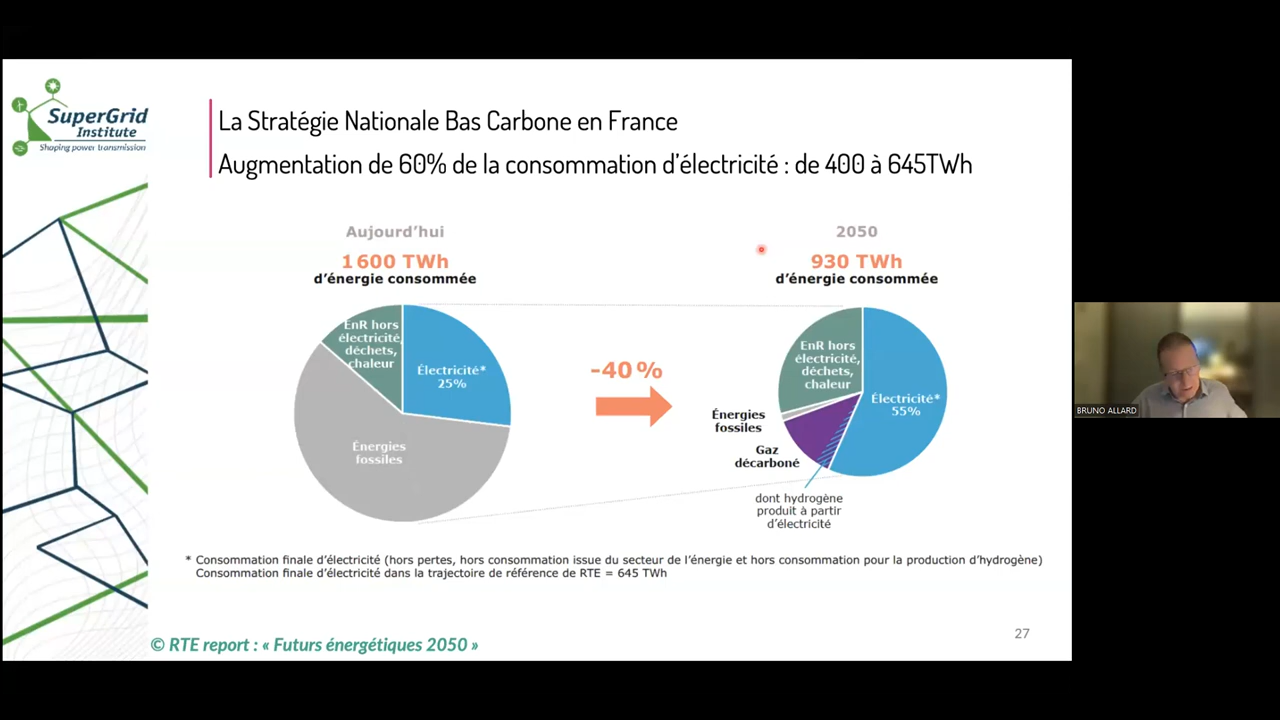 SuperGrid
Institute
Shaping power transmission
La Stratégie Nationale Bas Carbone en France
Augmentation de 60% de la consommation d'électricité : de 400 à 645TWh
Aujourd'hui
1 600 TWh
d'énergie consommée
EnR hors
électricité,
déchets,
chaleur
Électricité*
25%
Énergies
fossiles
-40 %
2050
930 TWh
d'énergie consommée
EnR hors
électricité,
déchets,
chaleur
Électricité*
55%
Énergies
fossiles
Gaz
décarboné
dont hydrogène
produit à partir
d'électricité
* Consommation finale d'électricité (hors pertes, hors consommation issue du secteur de l'énergie et hors consommation pour la production d'hydrogène)
Consommation finale d'électricité dans la trajectoire de référence de RTE = 645 TWh
© RTE report : « Futurs énergétiques 2050 »
27
BRUNO ALLARD